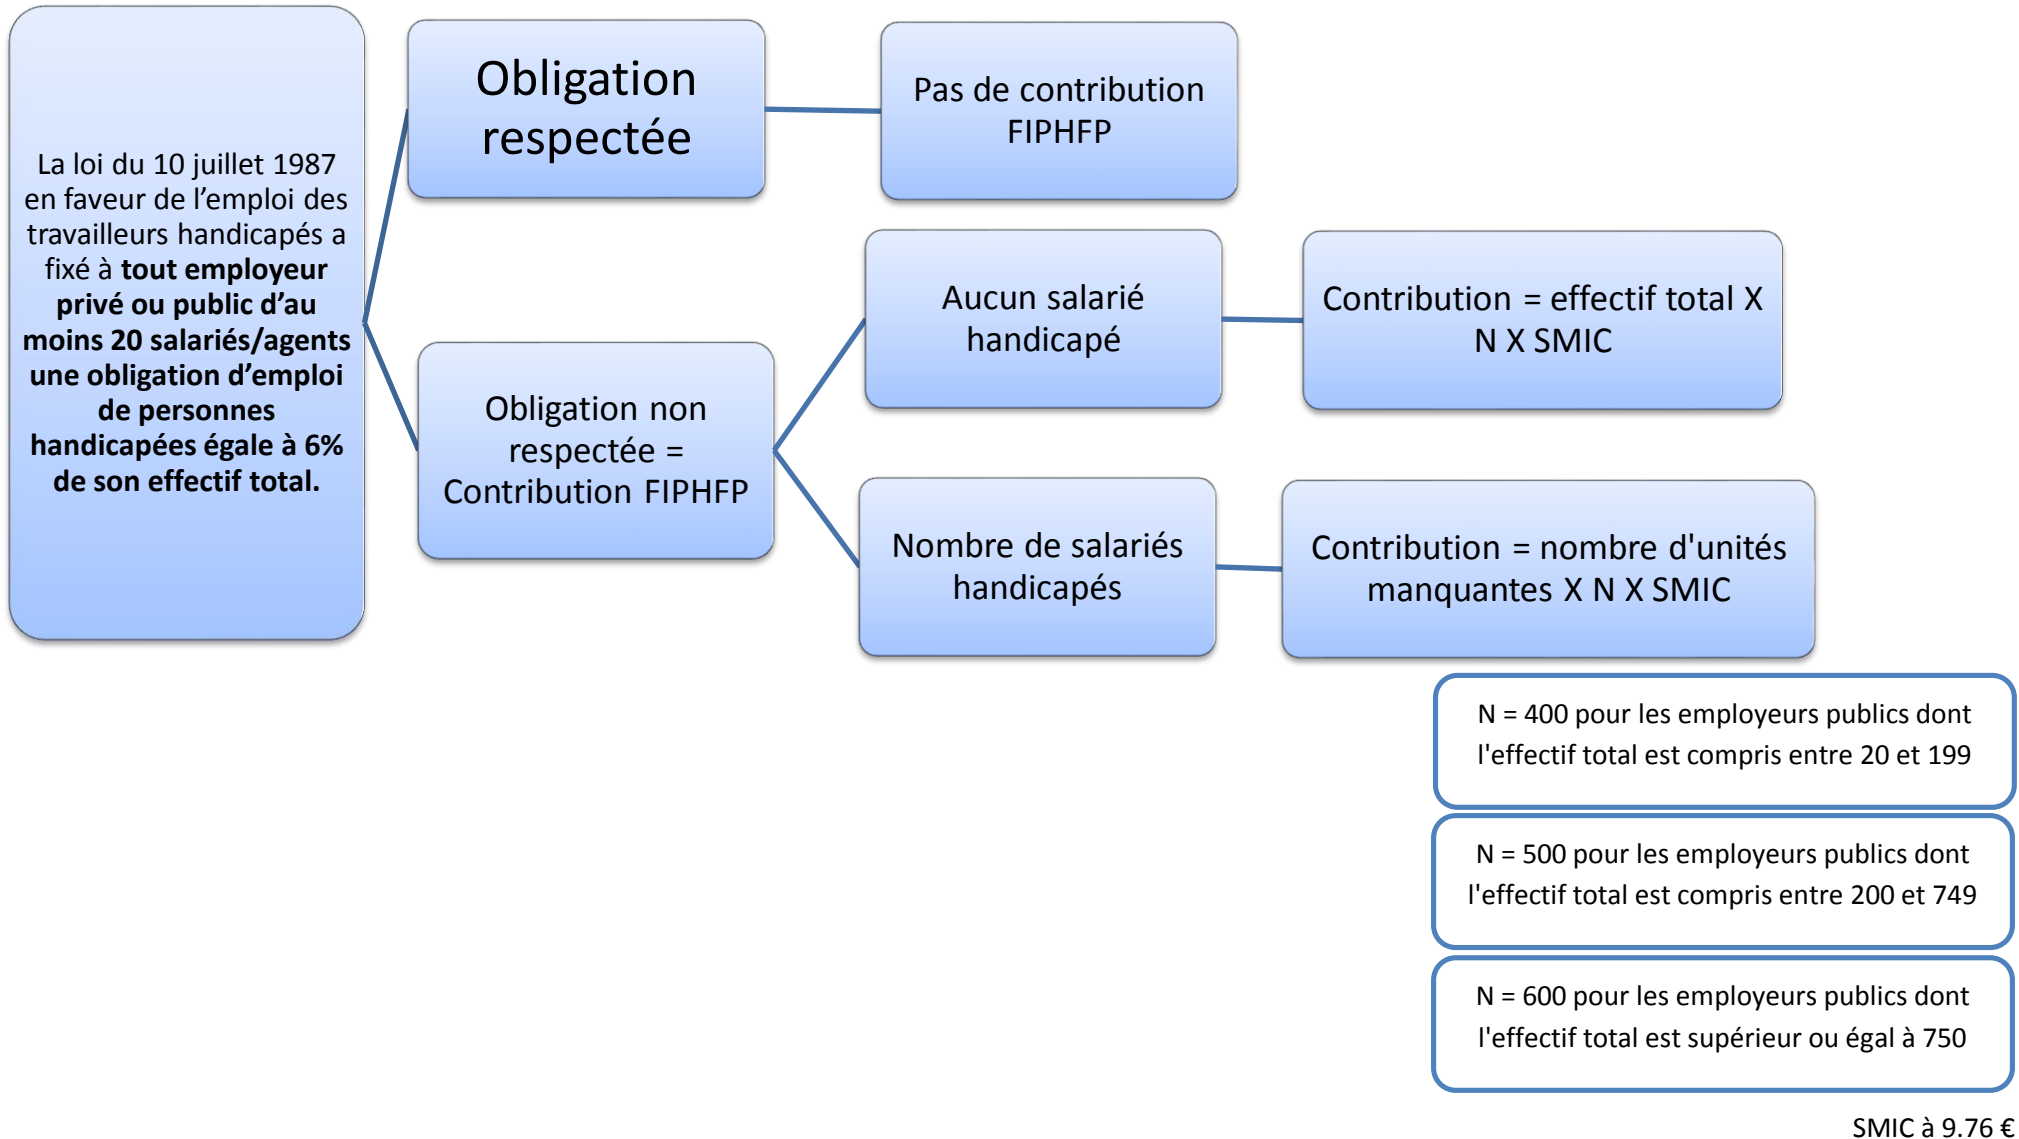 La loi du 10 juillet 1987
en faveur de l’emploi des
travailleurs handicapés a
fixé à tout employeur
privé ou public d’au
moins 20 salariés/agents
une obligation d’emploi
de personnes
handicapées égale à 6%
de son effectif total.
Obligation
respectée
Pas de contribution
FIPHFP
Obligation non
respectée =
Contribution FIPHFP
Aucun salarié
handicapé
Contribution = effectif total X
N X SMIC
Nombre de salariés
handicapés
Contribution = nombre d'unités
manquantes X N X SMIC
N = 400 pour les employeurs publics dont
l'effectif total est compris entre 20 et 199
N = 500 pour les employeurs publics dont
l'effectif total est compris entre 200 et 749
N = 600 pour les employeurs publics dont
l'effectif total est supérieur ou égal à 750
SMIC à 9.76 €